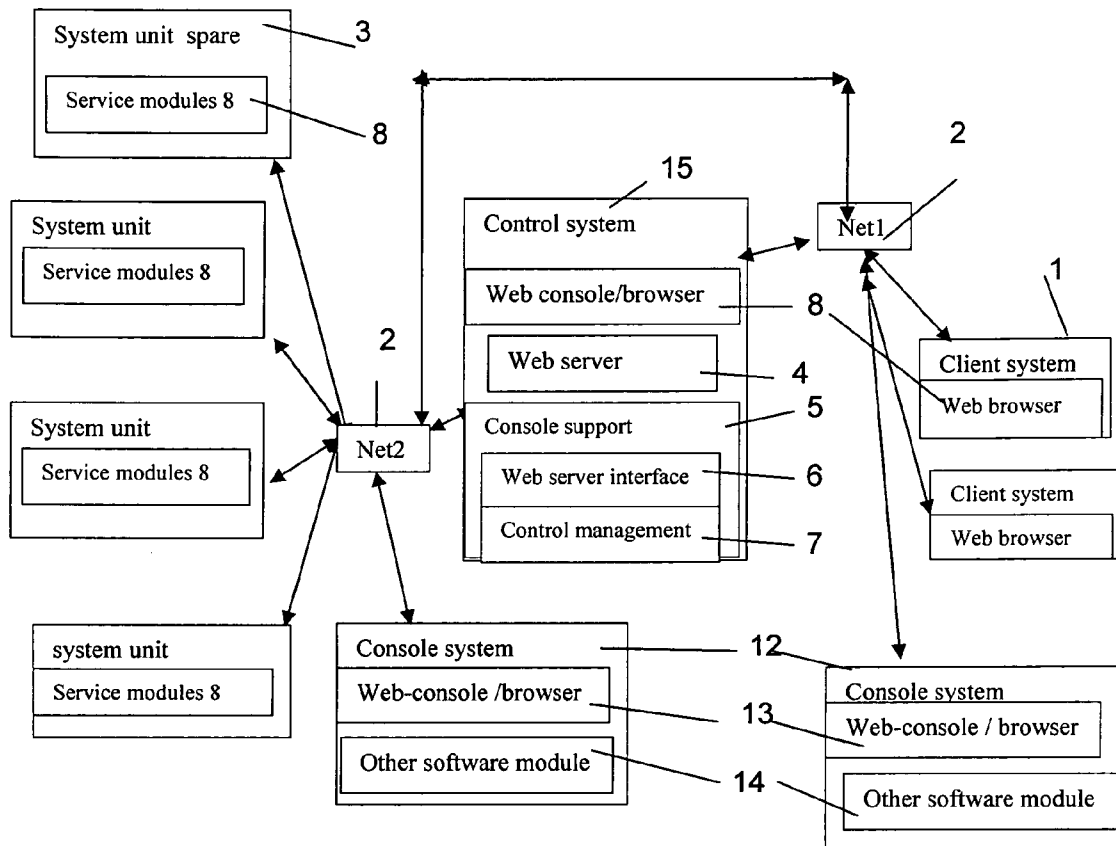 System unit spare
3
Service modules 8
8
System unit
Service modules 8
System unit
Service modules 8
system unit
Service modules 8
2
Net2
15
Control system
Web console/browser
8
Web server
4
Console support
5
Web server interface
6
Control management
7
2
Net1
1
Client system
Web browser
Client system
Web browser
Console system
12
Web-console /browser
13
Other software module
14
Console system
Web-console / browser
Other software module